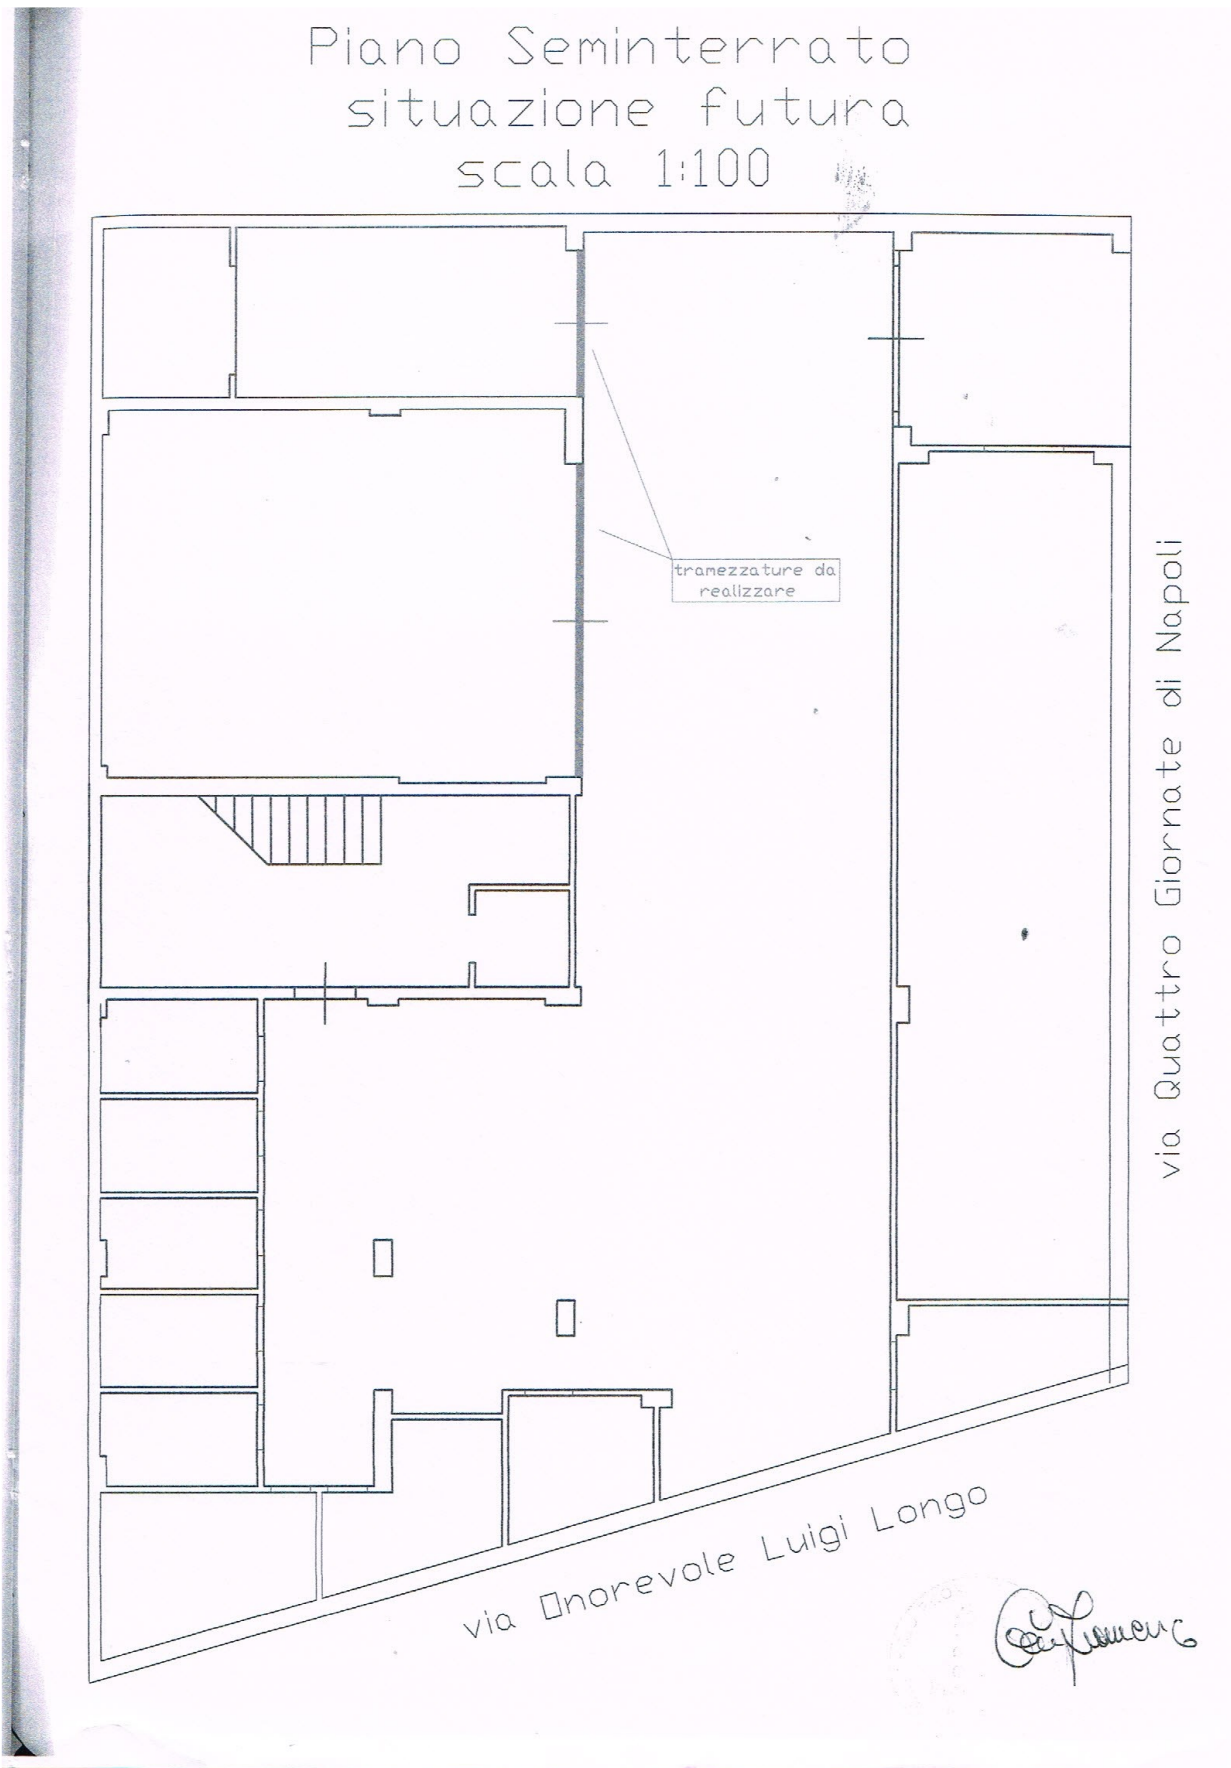 Piano Seminterrato
situazione futura
scala 1:100
tramezzature da
realizzare
via Quattro Giornate di Napoli
via Onorevole Luigi Longo